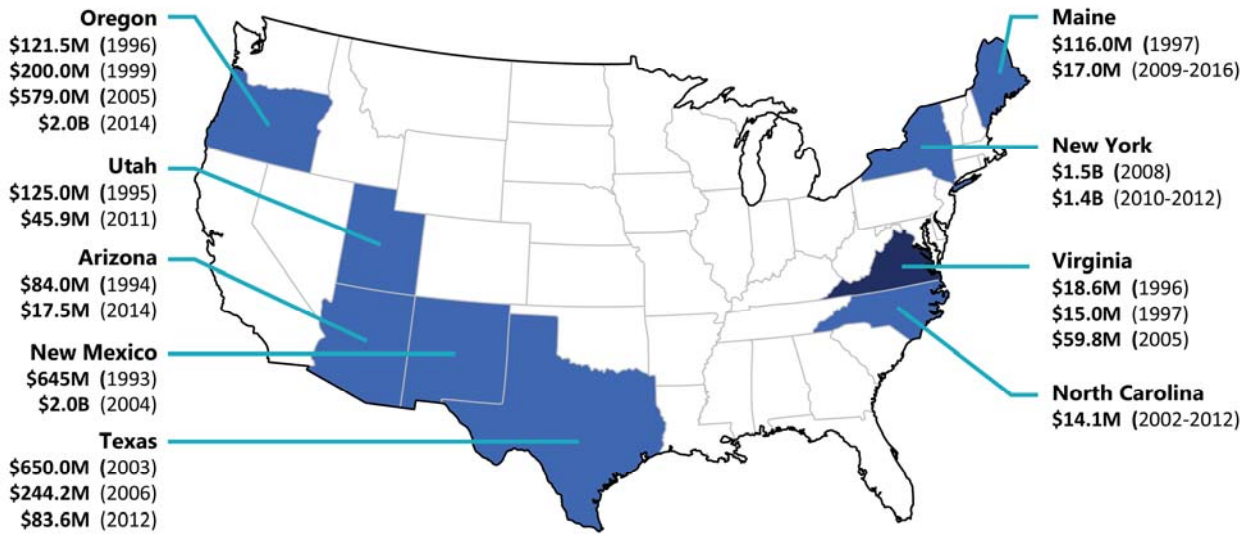 Oregon
$121.5M (1996)
$200.0M (1999)
$579.0M (2005)
$2.0B (2014)
Utah
$125.0M (1995)
$45.9M (2011)
Arizona
$84.0M (1994)
$17.5M (2014)
New Mexico
$645M (1993)
$2.0B (2004)
Texas
$650.0M (2003)
$244.2M (2006)
$83.6M (2012)
Maine
$116.0M (1997)
$17.0M (2009-2016)
New York
$1.5B (2008)
$1.4B (2010-2012)
Virginia
$18.6M (1996)
$15.0M (1997)
$59.8M (2005)
North Carolina
$14.1M (2002-2012)